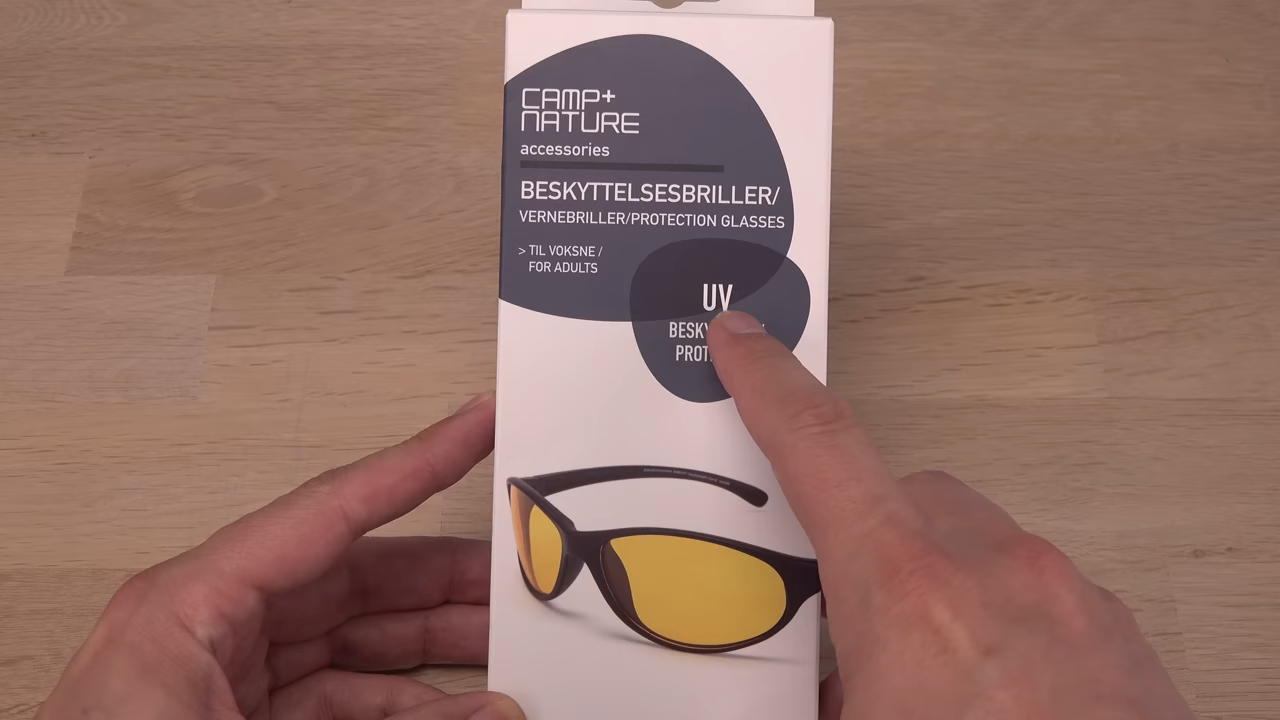 CAMP+
NATURE
accessories
BESKYTTELSESBRILLER/
VERNEBRILLER/PROTECTION GLASSES
> TIL VOKSNE /
FOR ADULTS
UV